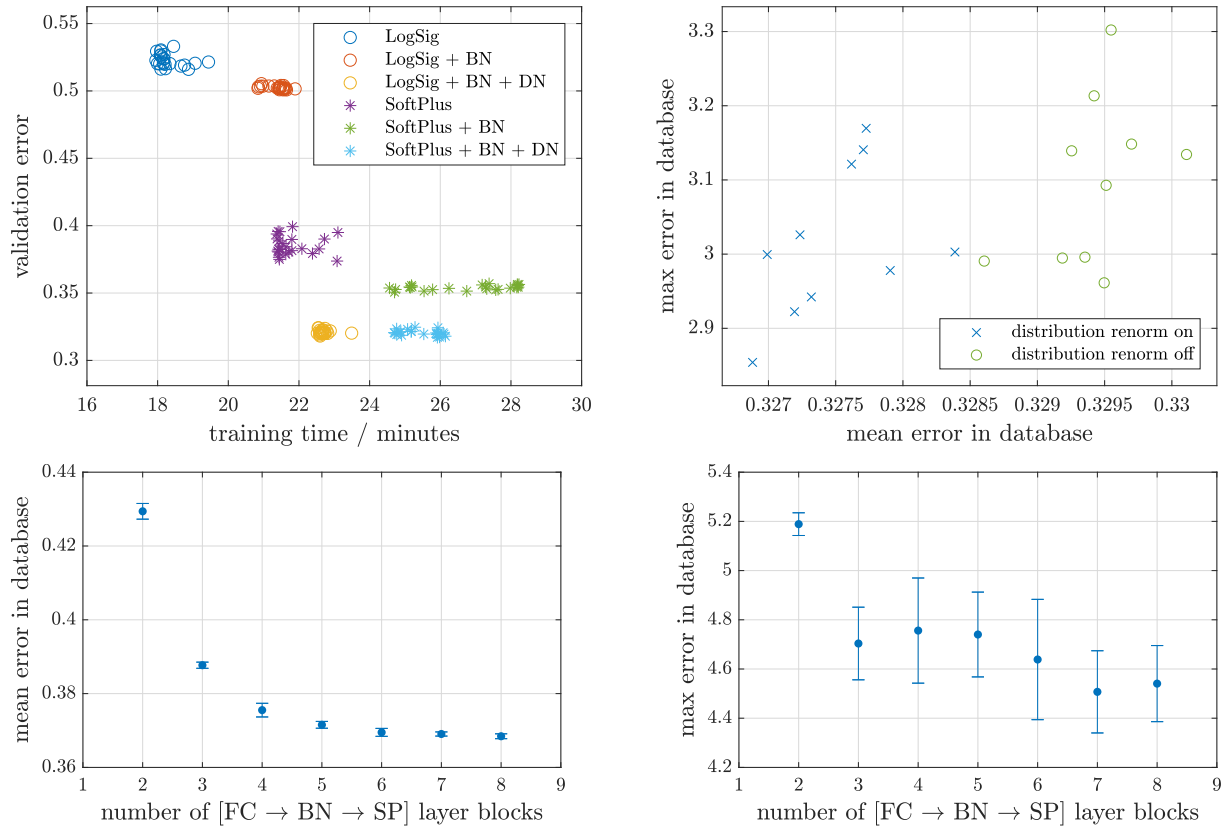 0.55
0.5
0.45
0.4
0.35
0.3
validation error
LogSig
LogSig + BN
LogSig + BN + DN
SoftPlus
SoftPlus + BN
SoftPlus + BN + DN
16 18 20 22 24 26 28 30
training time / minutes
3.3
3.2
3.1
3
2.9
max error in database
distribution renorm on
distribution renorm off
0.327 0.3275 0.328 0.3285 0.329 0.3295 0.33
mean error in database
0.44
0.42
0.4
0.38
0.36
mean error in database
1 2 3 4 5 6 7 8 9
number of [FC → BN → SP] layer blocks
5.4
5.2
5
4.8
4.6
4.4
4.2
max error in database
1 2 3 4 5 6 7 8 9
number of [FC → BN → SP] layer blocks